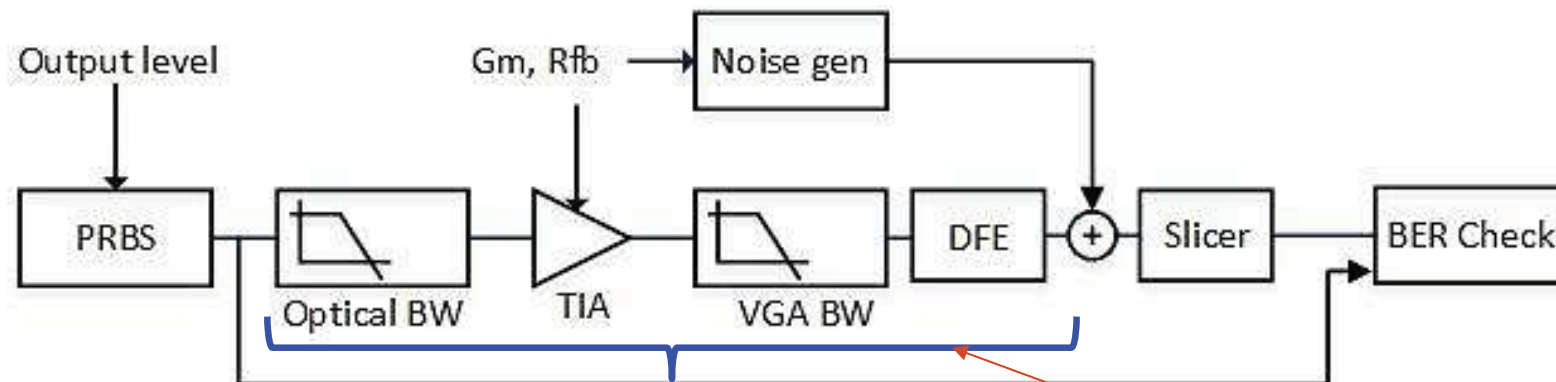 Output level
Gm, Rfb
Noise gen
PRBS
Optical BW
TIA
VGA BW
DFE
+
Slicer
BER Check